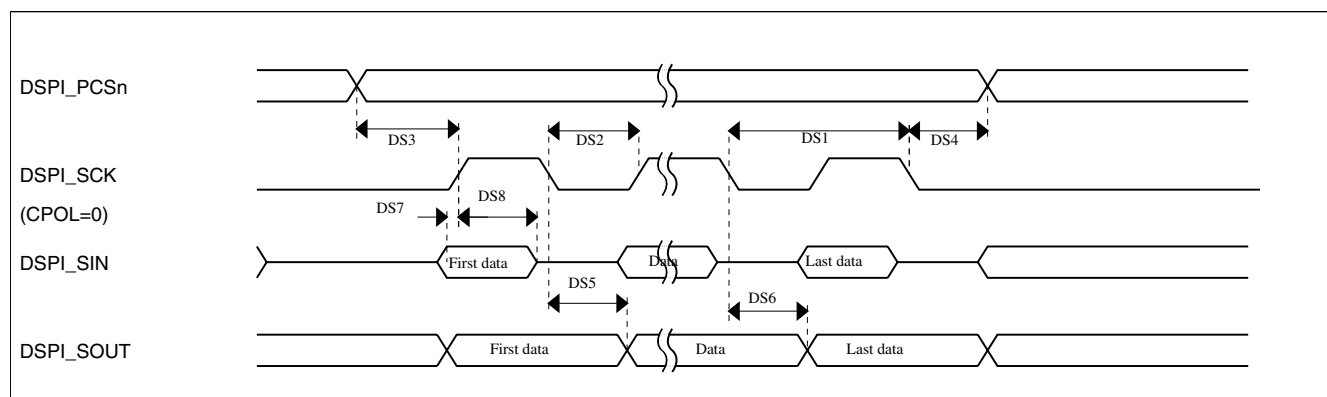 DSPI_PCSn
DS3
DS2
DS1
DS4
DSPI_SCK
(CPOL=0)
DS7
DS8
DSPI_SIN
First data
Data
Last data
DS5
DS6
DSPI_SOUT
First data
Data
Last data